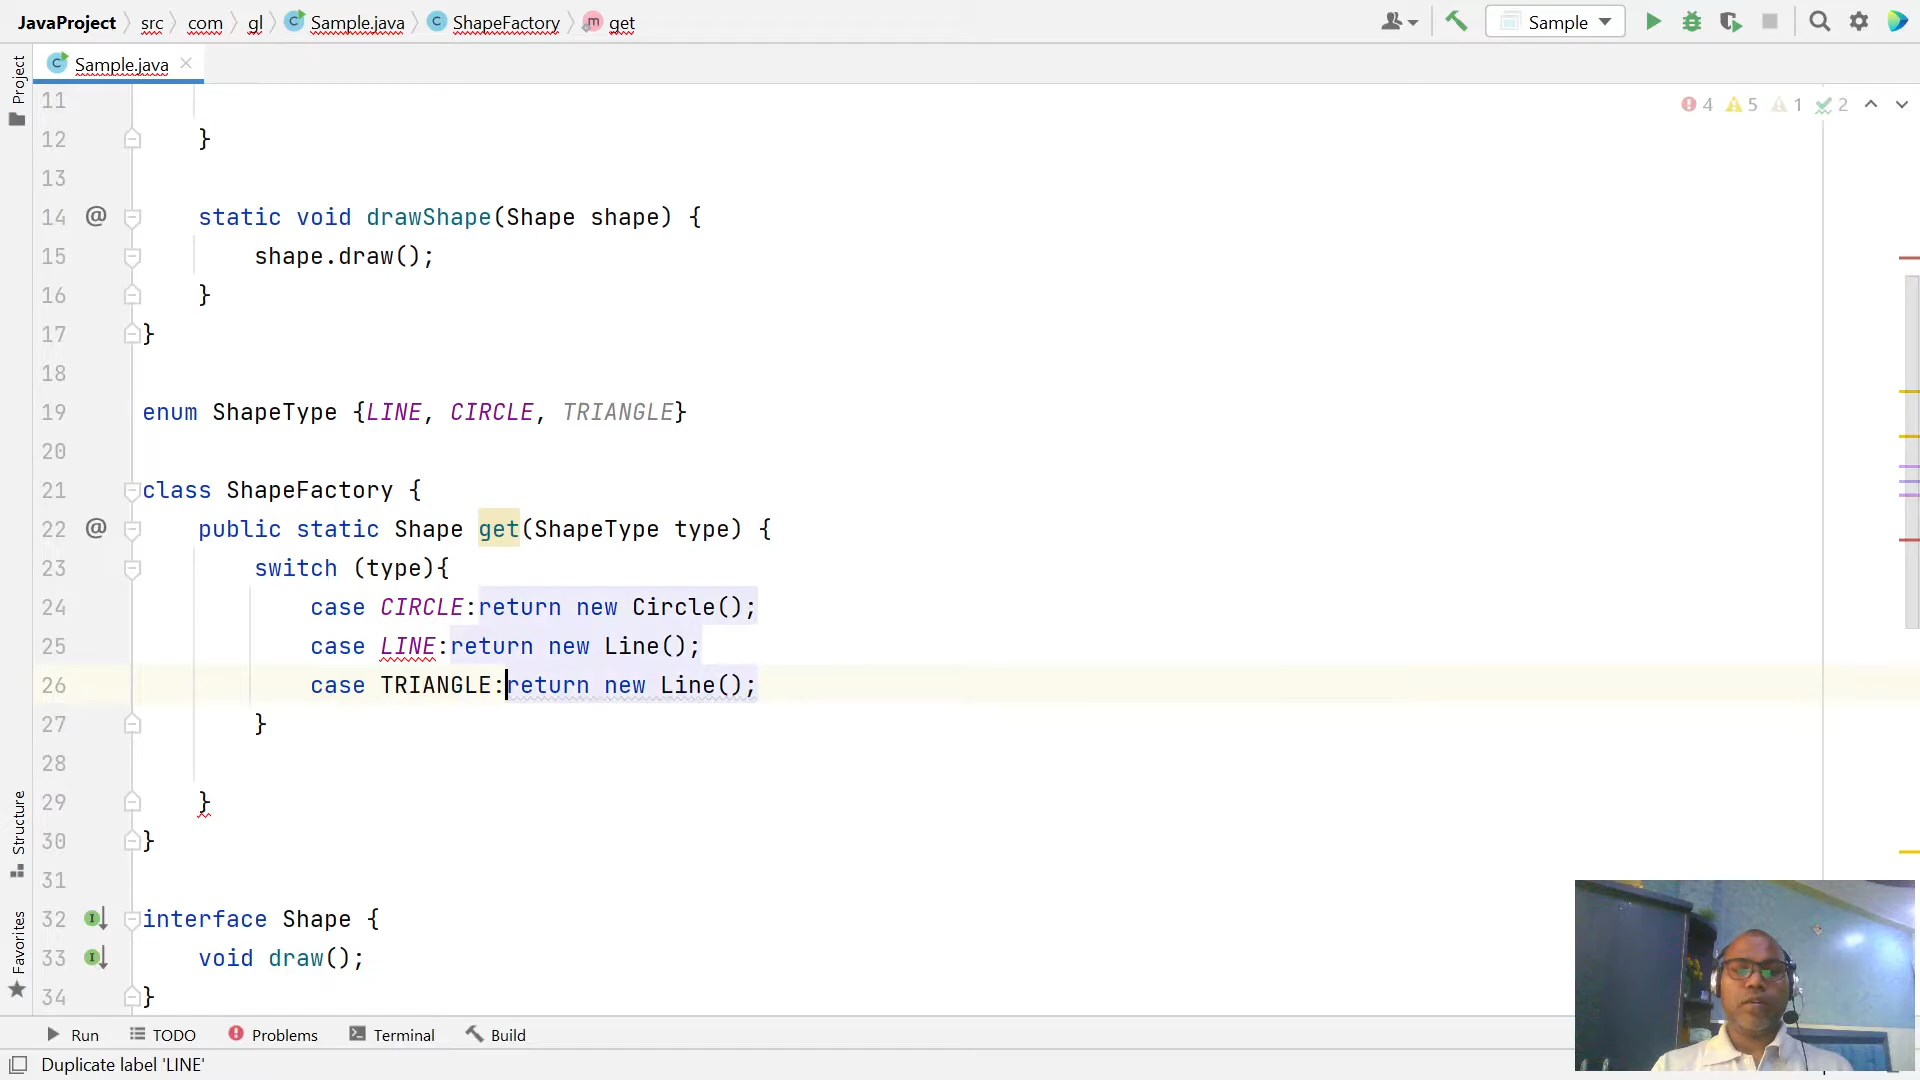 JavaProject src com gl Sample.java ShapeFactory get Sample
Sample.java
Project
4 5 1 2
11
12 }
13
14 @ static void drawShape(Shape shape) {
15 shape.draw();
16 }
17 }
18
19 enum ShapeType {LINE, CIRCLE, TRIANGLE}
20
21 class ShapeFactory {
22 @ public static Shape get(ShapeType type) {
23 switch (type){
24 case CIRCLE:return new Circle();
25 case LINE:return new Line();
26 case TRIANGLE:return new Line();
27 }
28
29 }
30 }
31
32 interface Shape {
33 void draw();
34 }
Structure
Favorites
Run TODO Problems Terminal Build
Duplicate label 'LINE'